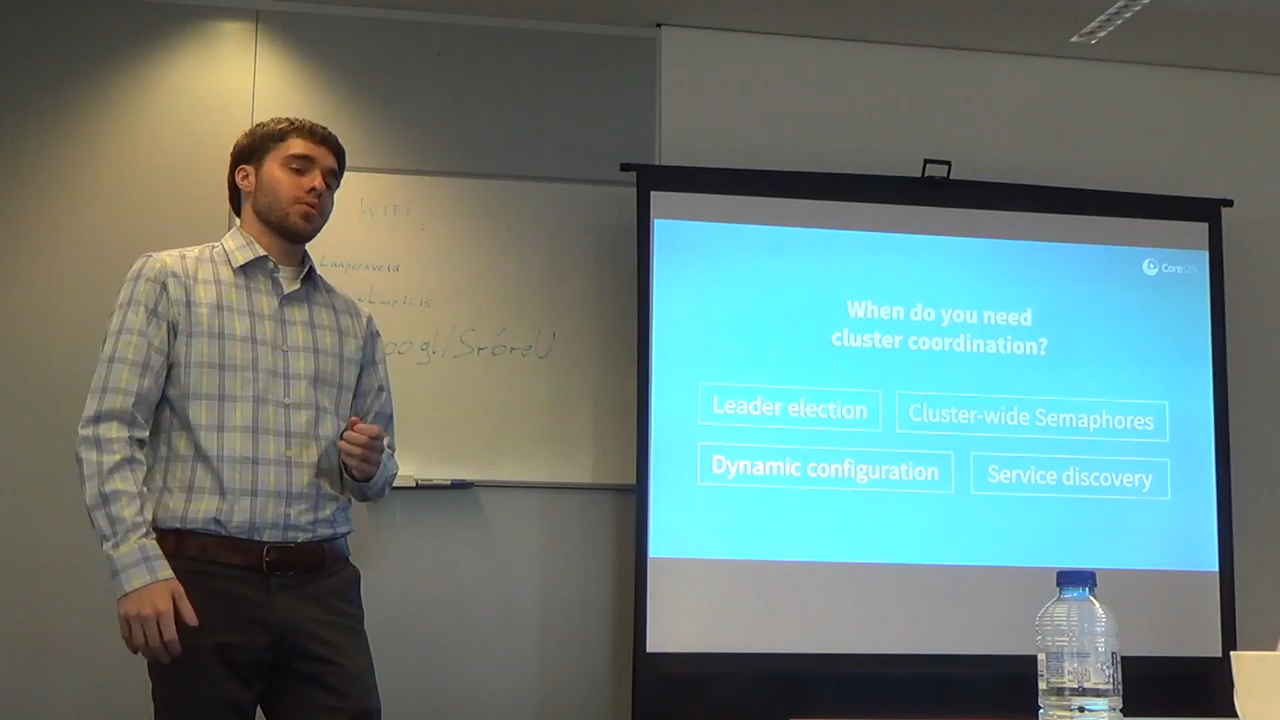 WIFi
CoreOS
When do you need
cluster coordination?
Leader election
Cluster-wide Semaphores
Dynamic configuration
Service discovery